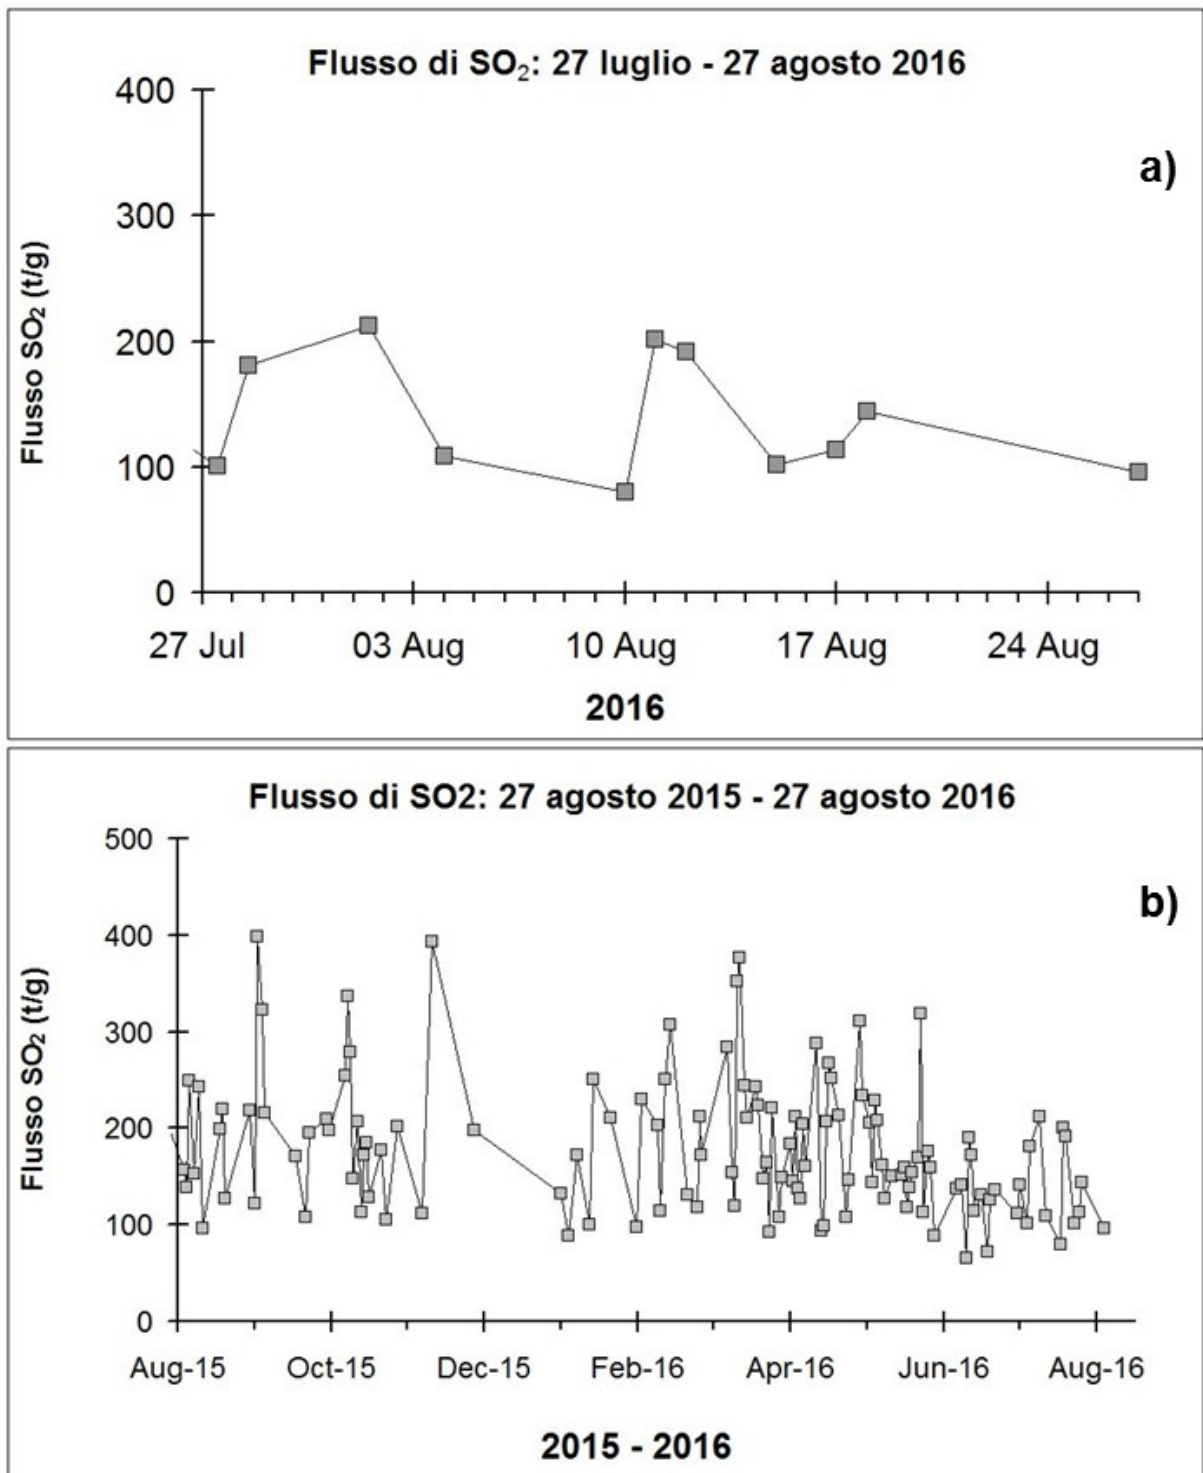 Flusso di SO₂: 27 luglio - 27 agosto 2016
a)
Flusso SO₂ (t/g)
400
300
200
100
0
27 Jul 03 Aug 10 Aug 17 Aug 24 Aug
2016
Flusso di SO2: 27 agosto 2015 - 27 agosto 2016
b)
Flusso SO₂ (t/g)
500
400
300
200
100
0
Aug-15 Oct-15 Dec-15 Feb-16 Apr-16 Jun-16 Aug-16
2015 - 2016